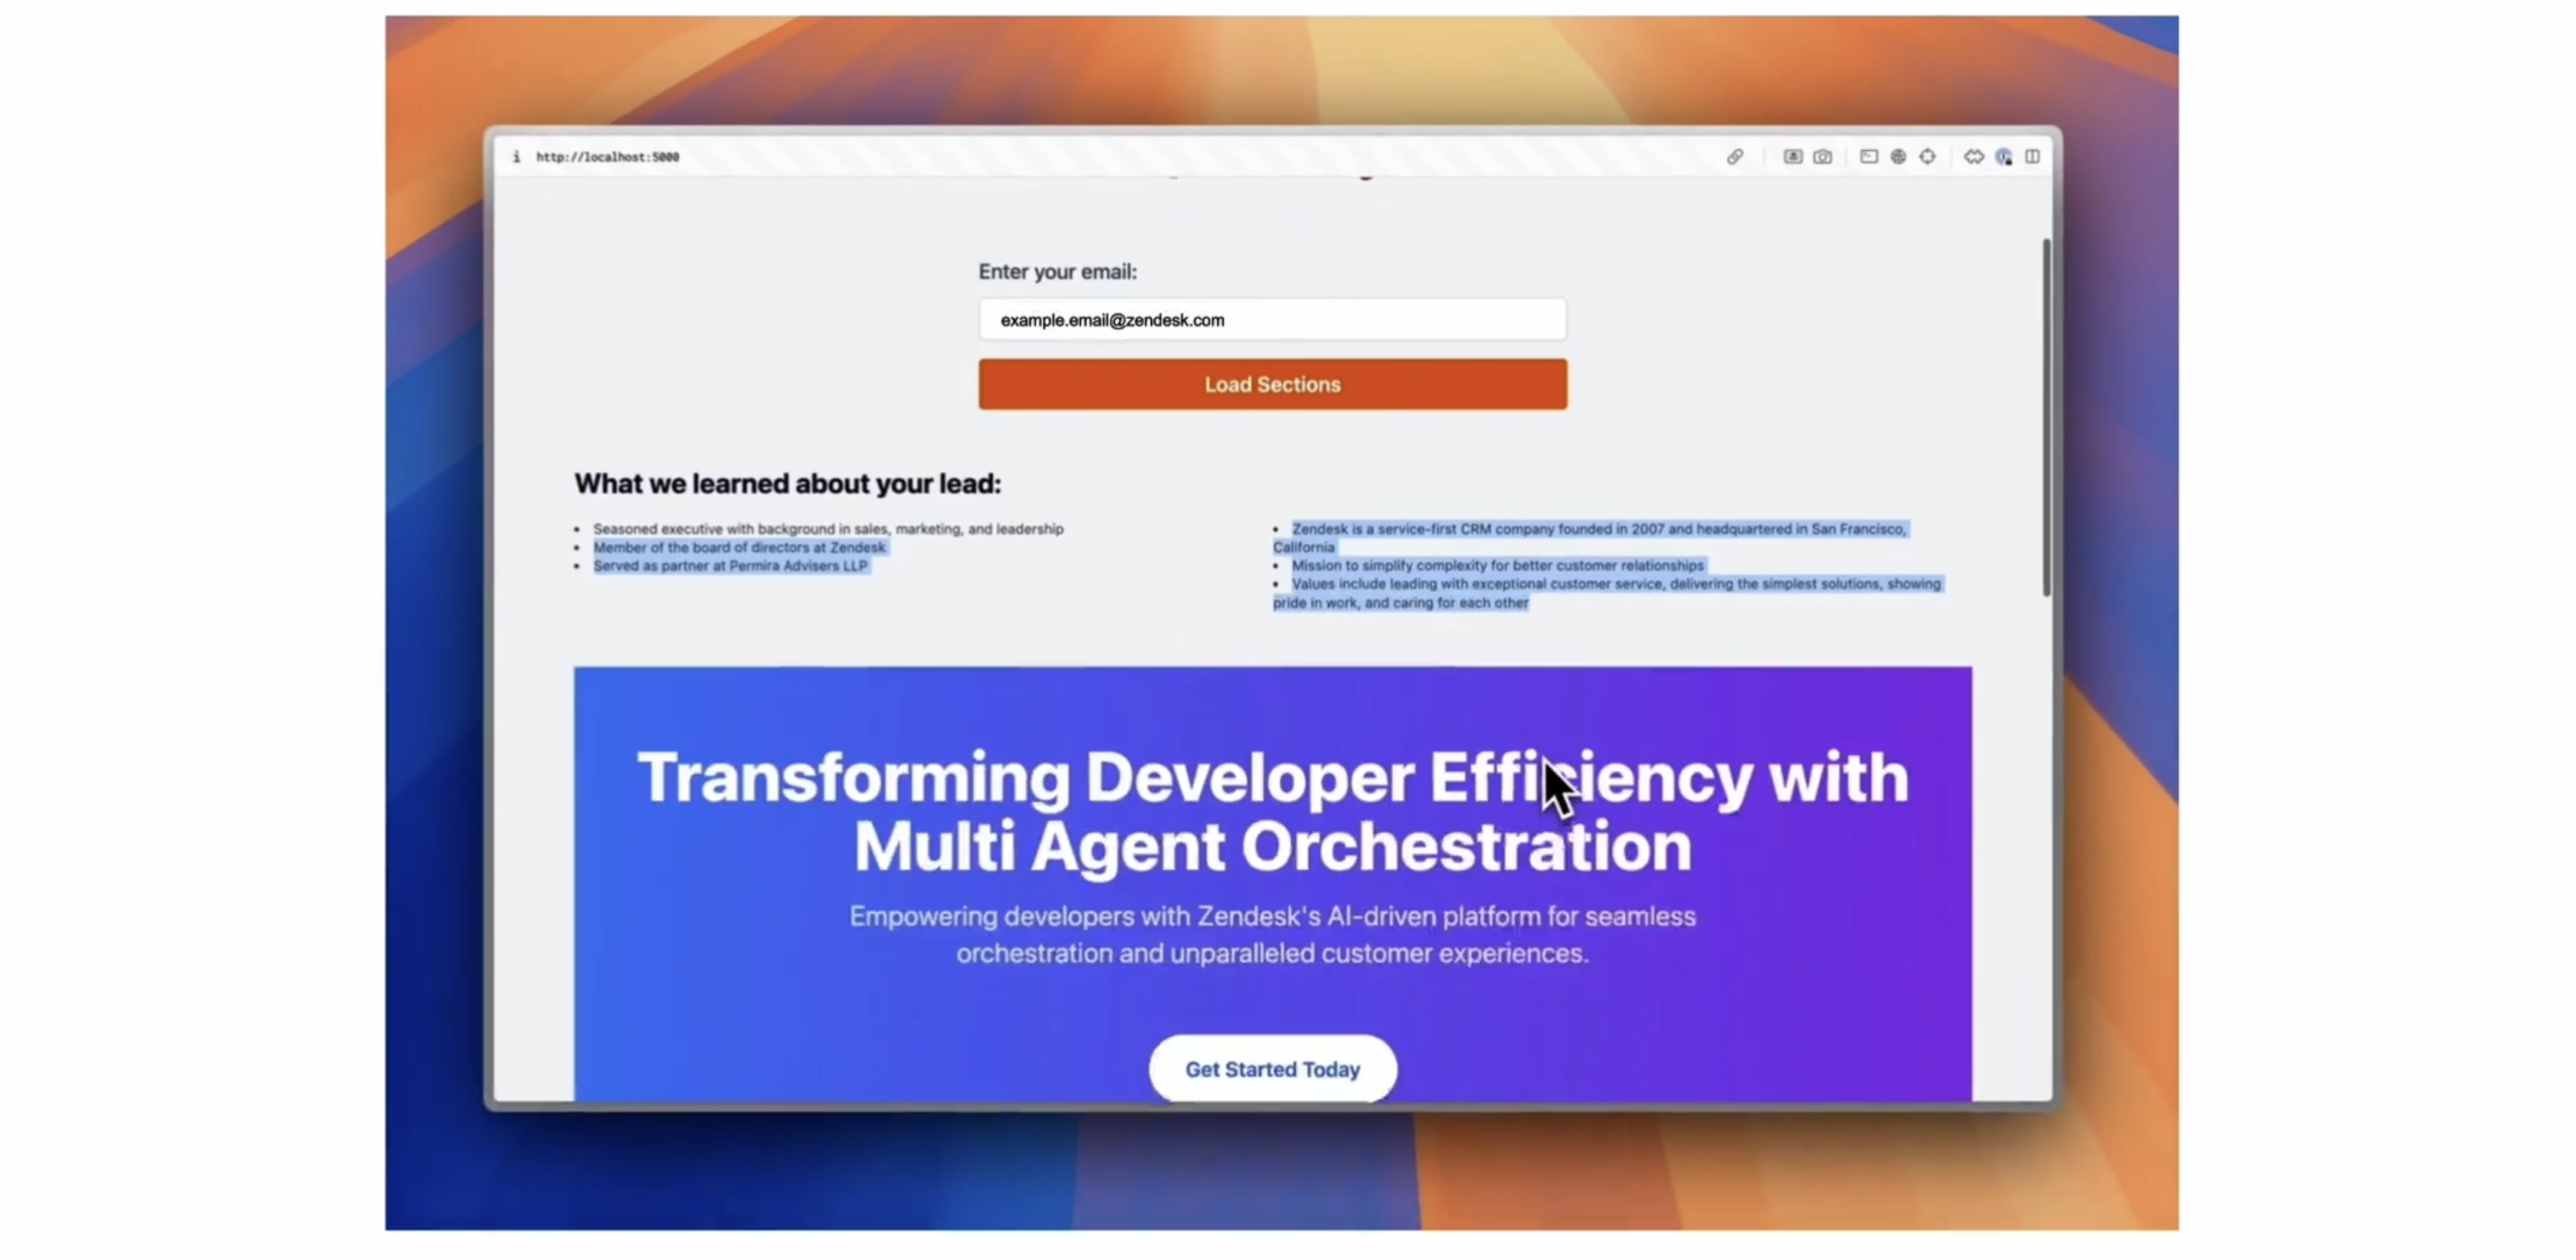 http://localhost:5000
Enter your email:
example.email@zendesk.com
Load Sections
What we learned about your lead:
• Seasoned executive with background in sales, marketing, and leadership
• Member of the board of directors at Zendesk
• Served as partner at Permira Advisers LLP
• Zendesk is a service-first CRM company founded in 2007 and headquartered in San Francisco,
California
• Mission to simplify complexity for better customer relationships
• Values include leading with exceptional customer service, delivering the simplest solutions, showing
pride in work, and caring for each other
Transforming Developer Efficiency with
Multi Agent Orchestration
Empowering developers with Zendesk's AI-driven platform for seamless
orchestration and unparalleled customer experiences.
Get Started Today